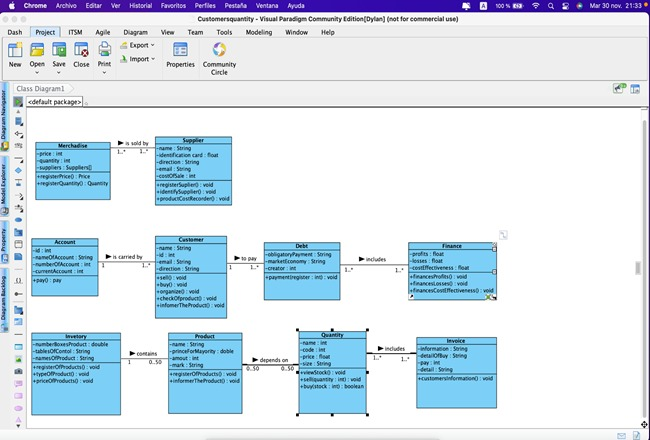 Chrome Archivo Editar Ver Historial Favoritos Perfiles Pestaña Ventana Ayuda A 100 % Mar 30 nov. 21:33
Customersquantity - Visual Paradigm Community Edition[Dylan] (not for commercial use)
Dash Project ITSM Agile Diagram View Team Tools Modeling Window Help
New Open Save Close Print
Export
Import
Properties
Community Circle
Class Diagram1
<default package>
Diagram Navigator
Model Explorer
Property
Diagram Backlog
Merchadise
-price : int
-quantity : int
-suppliers : Suppliers[]
+registerPrice() : Price
+registerQuantity() : Quamtity
is sold by
1..* 1..*
Supplier
-name : String
-identification card : float
-direction : String
-email : String
-costOfSale : int
+registerSuplier() : void
+identifySupplier() : void
+productCostRecorder() : void
Account
-id : int
-nameOfAccount : String
-numberOfAccount : int
-currentAccount : int
+pay() : pay
is carried by
1 1..*
Customer
-name : String
-id : int
-email : String
-direction : String
+sell() : void
+buy() : void
+organize() : void
+checkOfproduct() : void
+infomerTheProduct() : void
to pay
1 1..*
Debt
-obligatoryPayment : String
-marketEconomy : String
-creator : int
+payment(register : int) : void
includes
1..* 1..*
Finance
-profits : float
-losses : float
-costEffectiveness : float
+financesProfits() : void
+financesLosses() : void
+financesCostEffectiveness() : void
Invetory
-numberBoxesProduct : double
-tablesOfContol : String
-namesOfProduct : String
+registerOfProducts() : void
+typeOfProduct() : void
+priceOfProducts() : void
contains
1 0..50
Product
-name : String
-princeForMayority : doble
-amout : int
-mark : String
+registerOfProducts() : void
+informerTheProduct() : void
depends on
0..50 0..50
Quantity
-name : int
-code : int
-price : float
-size : String
+viewStock() : void
+sell(quantity : int) : void
+buy(stock : int) : boolean
includes
1..* 1..*
Invoice
-information : String
-detailOfBuy : String
-pay : int
-detail : String
+customersInformation() : void